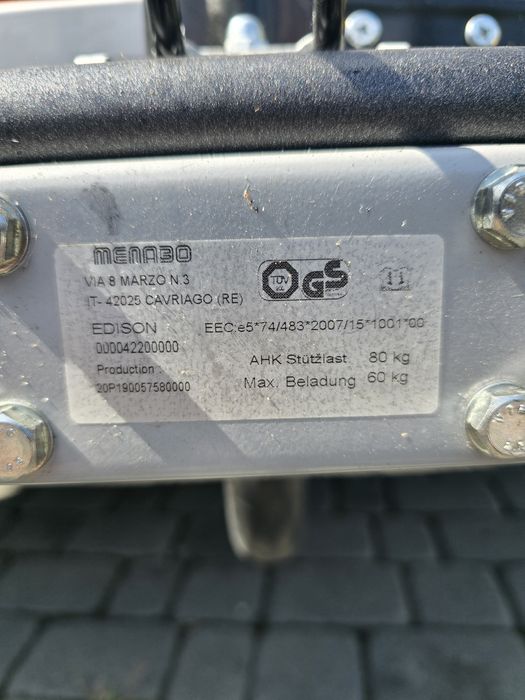 MENABO
VIA 8 MARZO N.3
IT- 42025 CAVRIAGO (RE)
TÜV
GS
11
EDISON
EEC:e5*74/483*2007/15*1001*00
000042200000
AHK Stützlast 80 kg
Production :
Max. Beladung 60 kg
20P190057580000